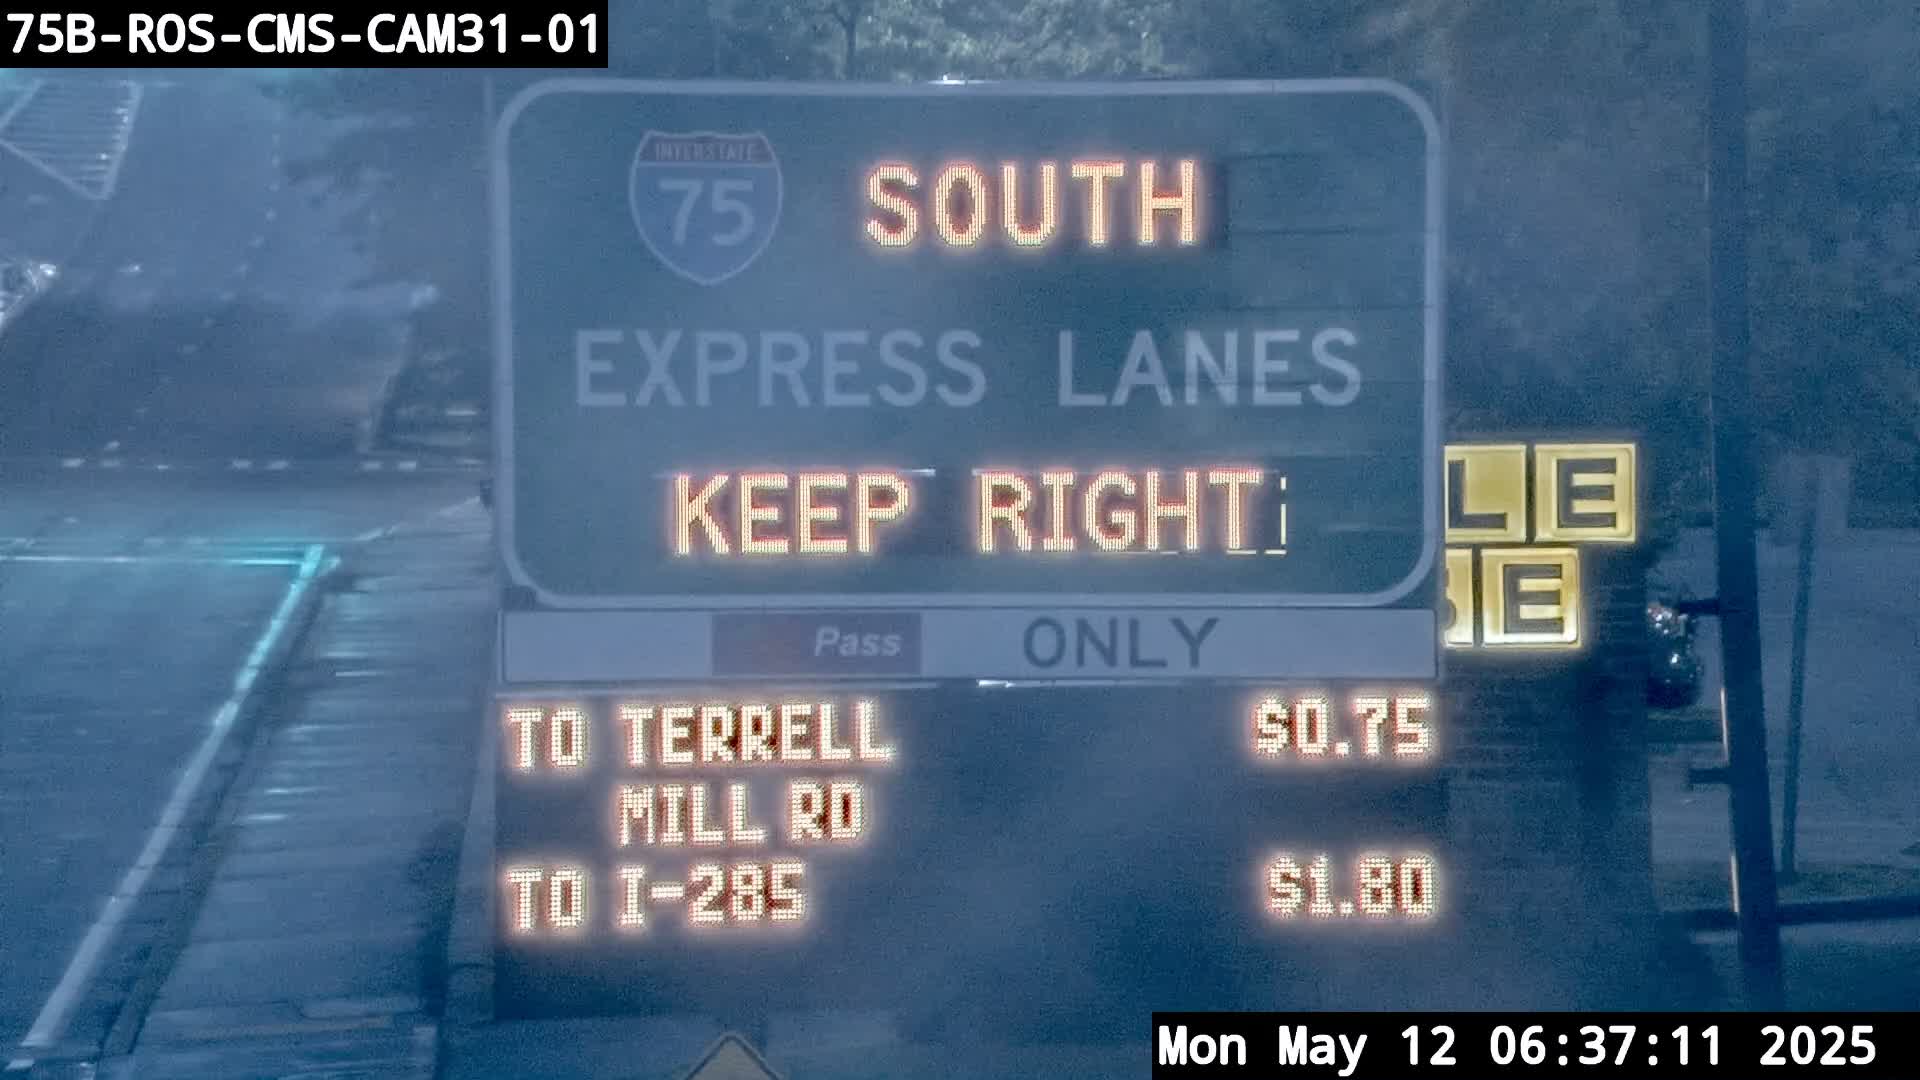 75B-ROS-CMS-CAM31-01
INTERSTATE
75
SOUTH
EXPRESS LANES
KEEP RIGHT
Pass ONLY
TO TERRELL $0.75
MILL RD
TO I-285 $1.80
LE
E
Mon May 12 06:37:11 2025